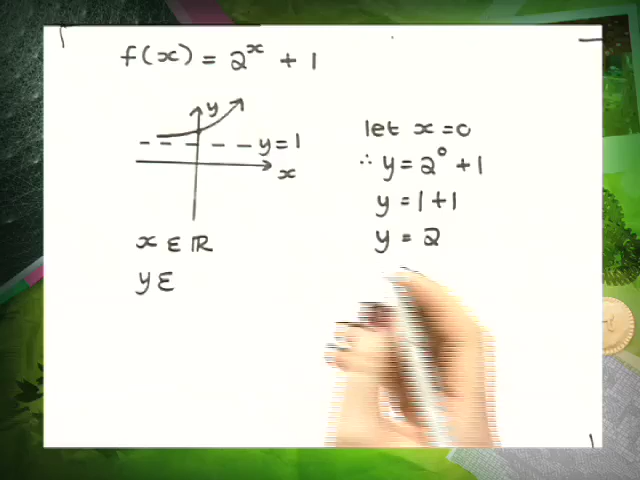 f(x) = 2^x + 1
y
y = 1
x
x ∈ ℝ
y ∈
let x = 0
∴ y = 2^0 + 1
y = 1 + 1
y = 2